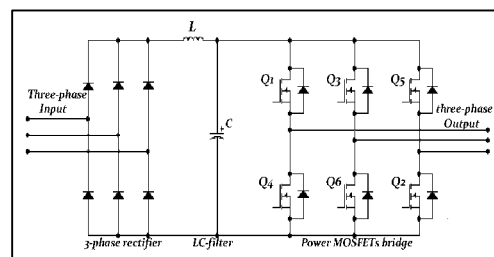 L
Q1
Q3
Q5
Three-phase
Input
three-phase
Output
C
+
Q4
Q6
Q2
3-phase rectifier
LC-filter
Power MOSFETs bridge